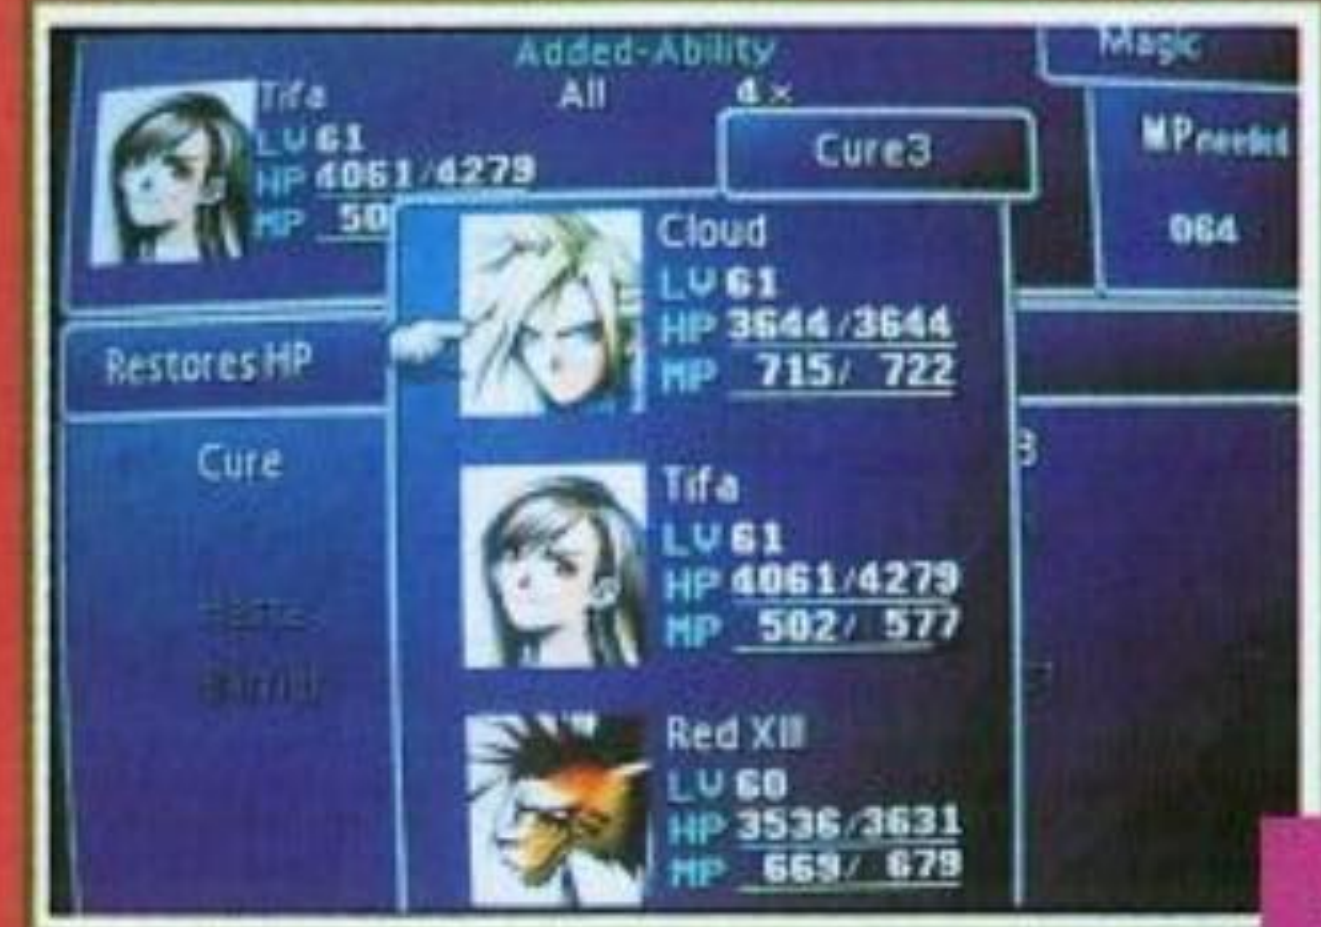 Added-Ability
Magic
Tifa
All 4x
LV 61
Cure3
MP needed
HP 4061/4279
MP 50
064
Cloud
LV 61
HP 3644/3644
MP 715/ 722
Restores HP
Cure
Tifa
LV 61
HP 4061/4279
MP 502/ 577
Red XIII
LV 60
HP 3536/3631
MP 669/ 679